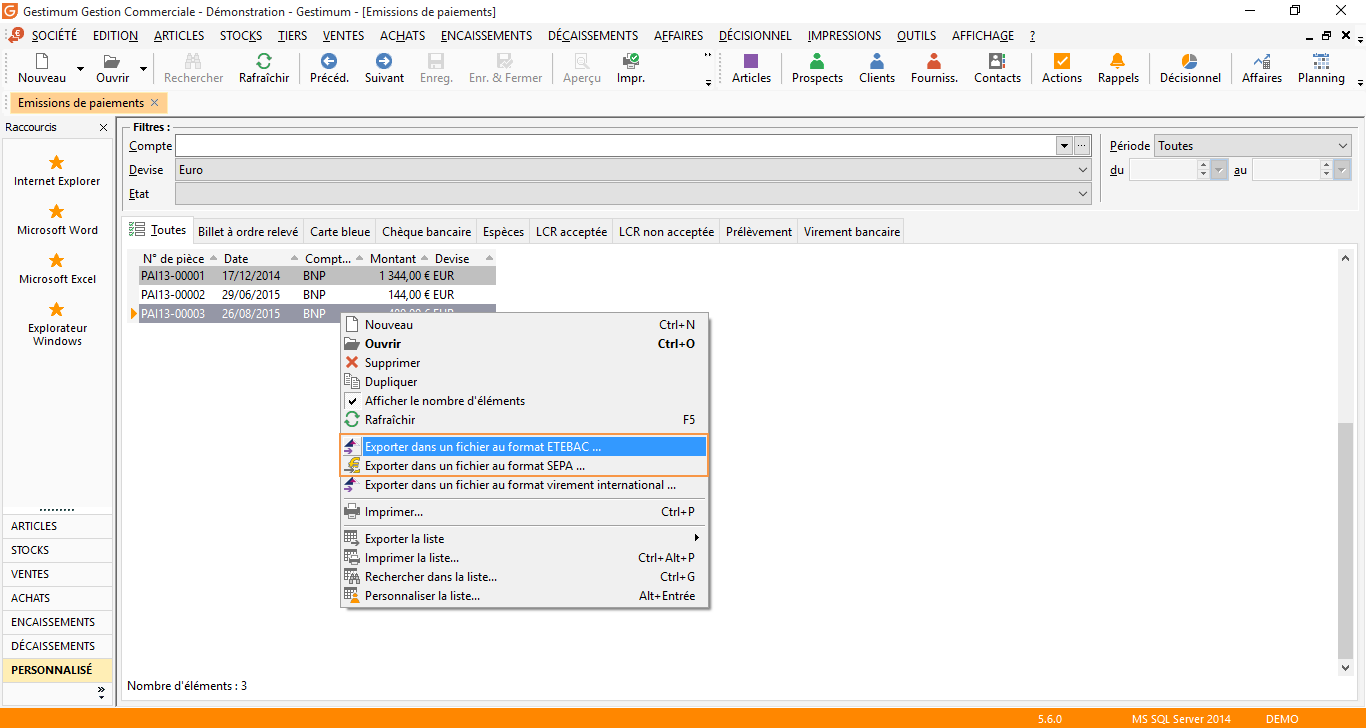 Gestimum Gestion Commerciale - Démonstration - Gestimum - [Emissions de paiements]
SOCIÉTÉ EDITION ARTICLES STOCKS TIERS VENTES ACHATS ENCAISSEMENTS DÉCAISSEMENTS AFFAIRES DÉCISIONNEL IMPRESSIONS OUTILS AFFICHAGE ?
Nouveau Ouvrir Rechercher Rafraîchir Précéd. Suivant Enreg. Enr. & Fermer Aperçu Impr. Articles Prospects Clients Fourniss. Contacts Actions Rappels Décisionnel Affaires Planning
Emissions de paiements
Raccourcis
Internet Explorer
Microsoft Word
Microsoft Excel
Explorateur
Windows
ARTICLES
STOCKS
VENTES
ACHATS
ENCAISSEMENTS
DÉCAISSEMENTS
PERSONNALISÉ
Filtres :
Compte
Devise Euro
Etat
Période Toutes
du au
Toutes Billet à ordre relevé Carte bleue Chèque bancaire Espèces LCR acceptée LCR non acceptée Prélèvement Virement bancaire
N° de pièce Date Compt... Montant Devise
PAI13-00001 17/12/2014 BNP 1 344,00 € EUR
PAI13-00002 29/06/2015 BNP 144,00 € EUR
PAI13-00003 26/08/2015 BNP
Nouveau Ctrl+N
Ouvrir Ctrl+O
Supprimer
Dupliquer
Afficher le nombre d'éléments
Rafraîchir F5
Exporter dans un fichier au format ETEBAC ...
Exporter dans un fichier au format SEPA ...
Exporter dans un fichier au format virement international ...
Imprimer... Ctrl+P
Exporter la liste
Imprimer la liste... Ctrl+Alt+P
Rechercher dans la liste... Ctrl+G
Personnaliser la liste... Alt+Entrée
Nombre d'éléments : 3
5.6.0 MS SQL Server 2014 DEMO